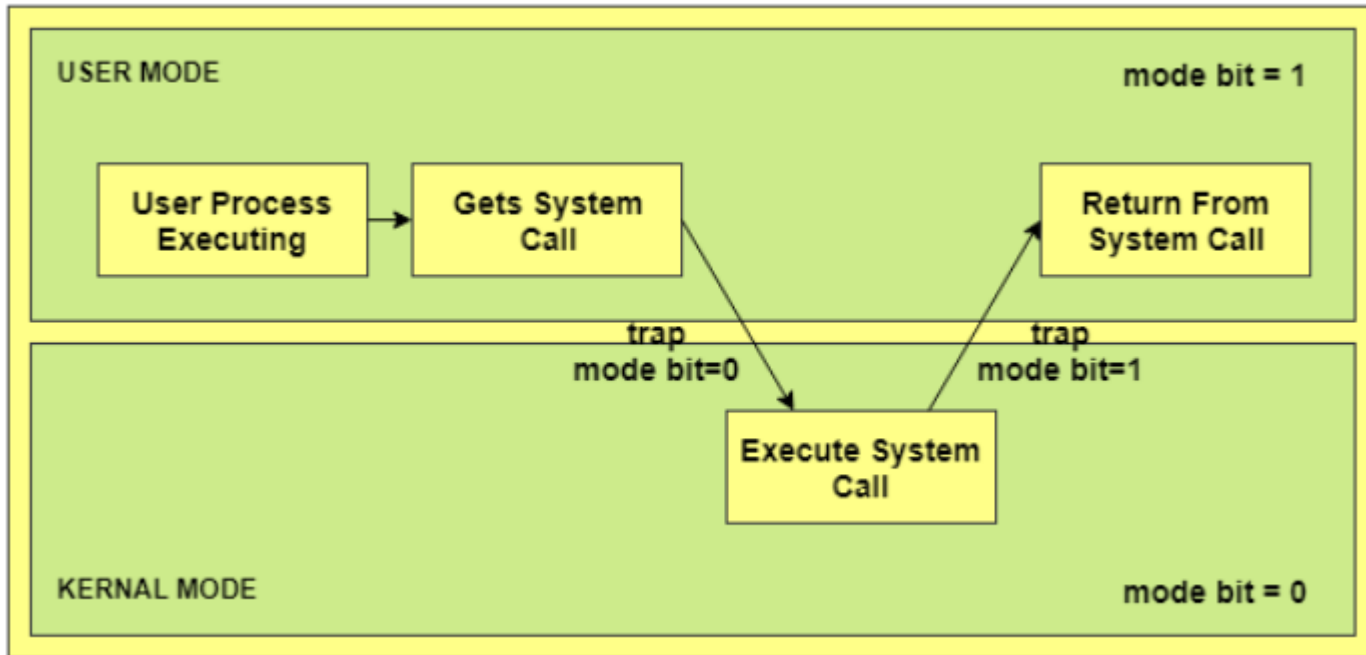 USER MODE
mode bit = 1
User Process
Executing
Gets System
Call
Return From
System Call
trap
mode bit=0
trap
mode bit=1
Execute System
Call
KERNAL MODE
mode bit = 0